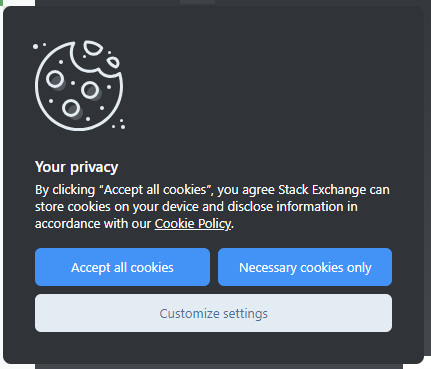 Your privacy
By clicking “Accept all cookies”, you agree Stack Exchange can
store cookies on your device and disclose information in
accordance with our Cookie Policy.
Accept all cookies
Necessary cookies only
Customize settings